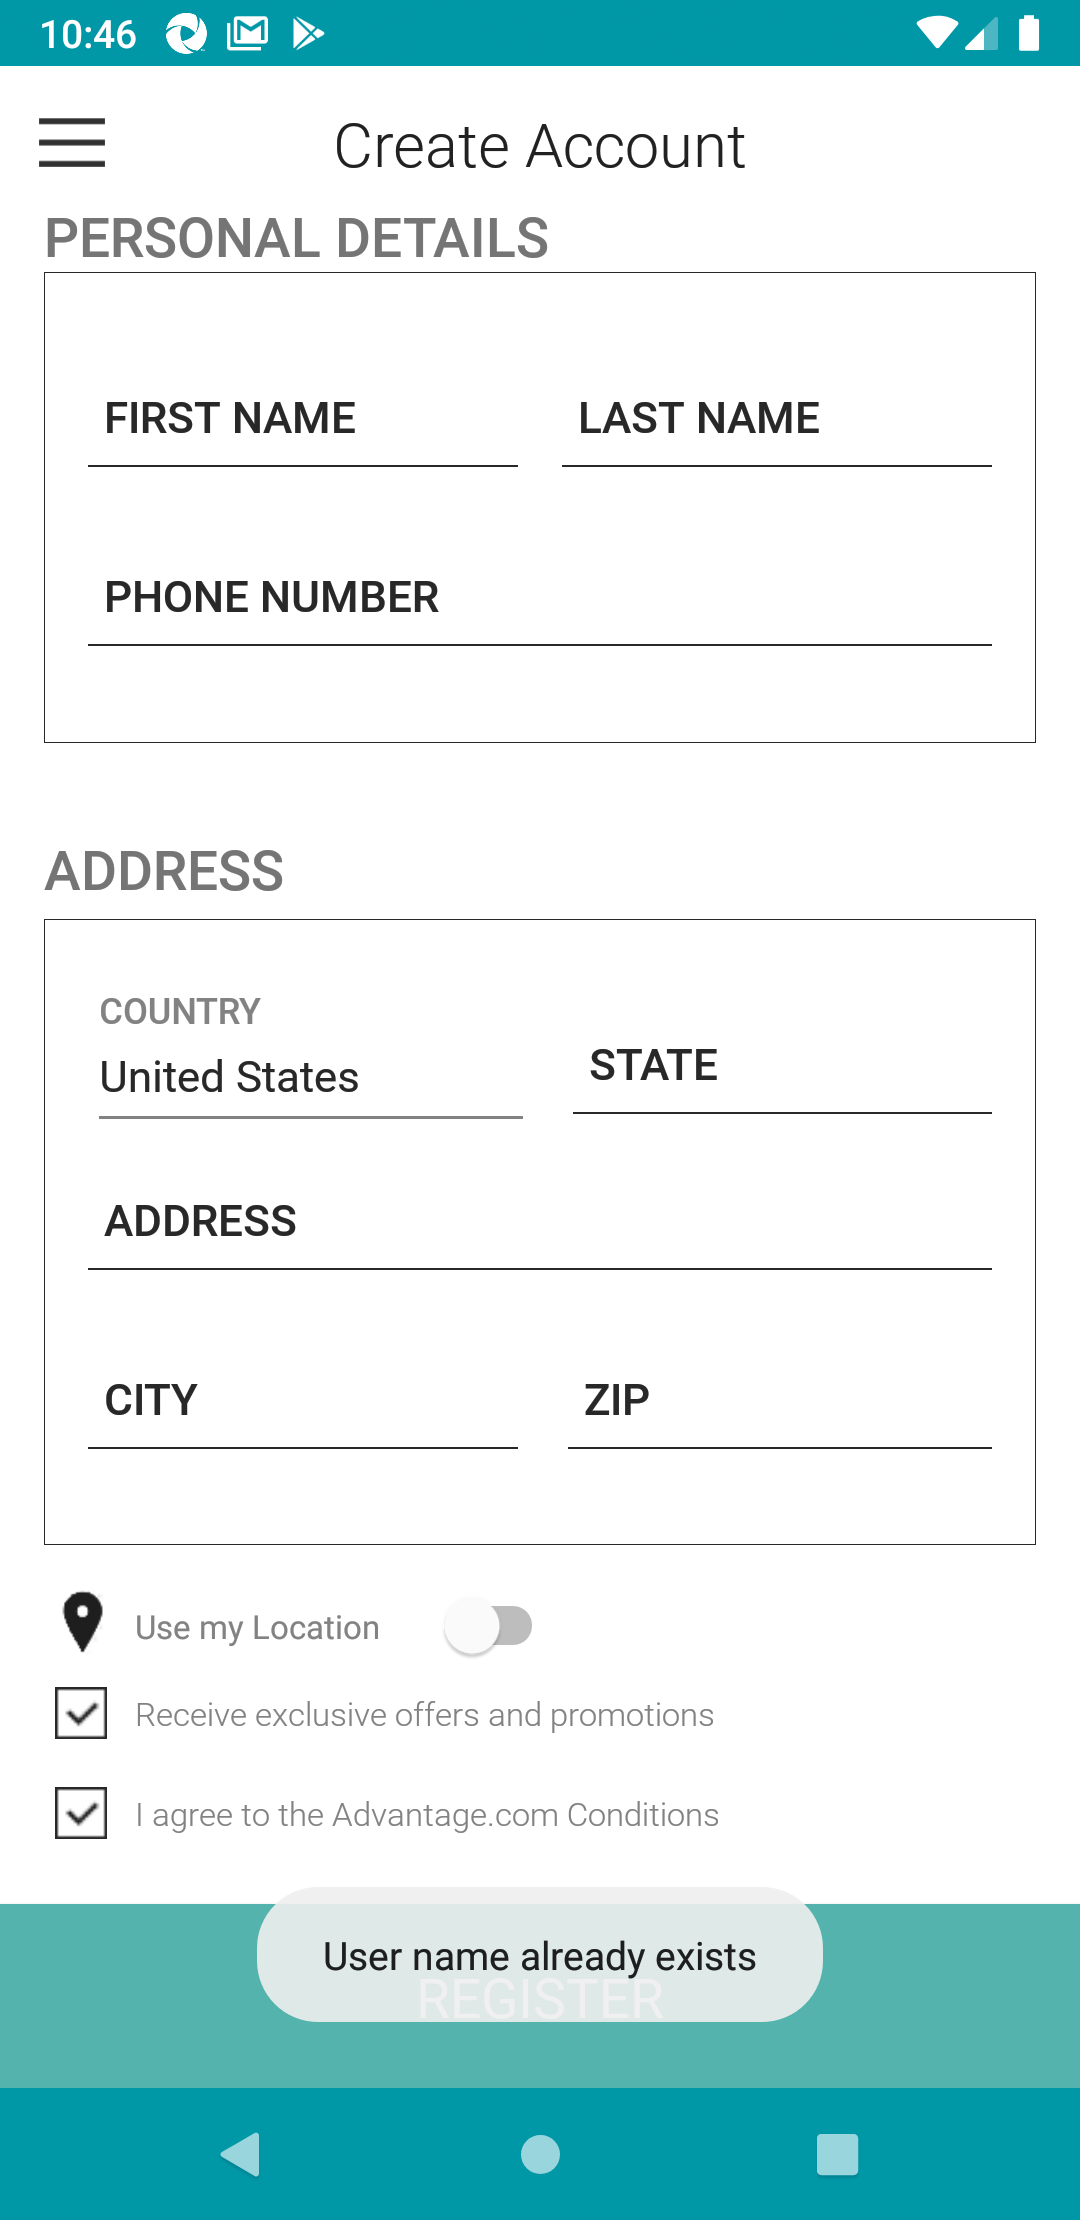 10:46
Create Account
PERSONAL DETAILS
FIRST NAME LAST NAME
PHONE NUMBER
ADDRESS
COUNTRY
United States STATE
ADDRESS
CITY ZIP
Use my Location
Receive exclusive offers and promotions
I agree to the Advantage.com Conditions
User name already exists
REGISTER